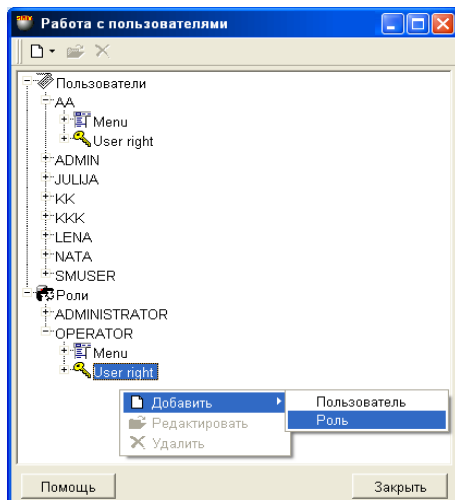 Работа с пользователями
Пользователи
AA
Menu
User right
ADMIN
JULIJA
KK
KKK
LENA
NATA
SMUSER
Роли
ADMINISTRATOR
OPERATOR
Menu
User right
Добавить
Пользователь
Роль
Редактировать
Удалить
Помощь
Закрыть